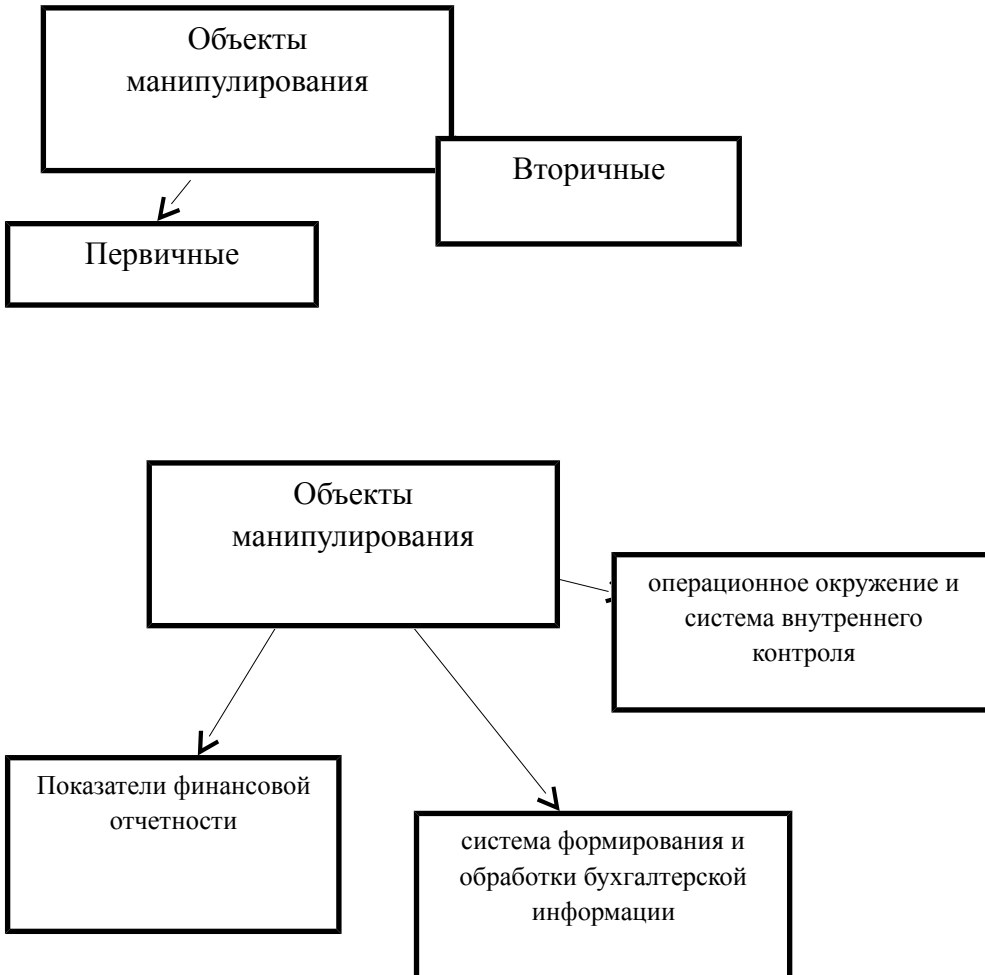 Объекты
манипулирования
Вторичные
Первичные
Объекты
манипулирования
операционное окружение и
система внутреннего
контроля
Показатели финансовой
отчетности
система формирования и
обработки бухгалтерской
информации